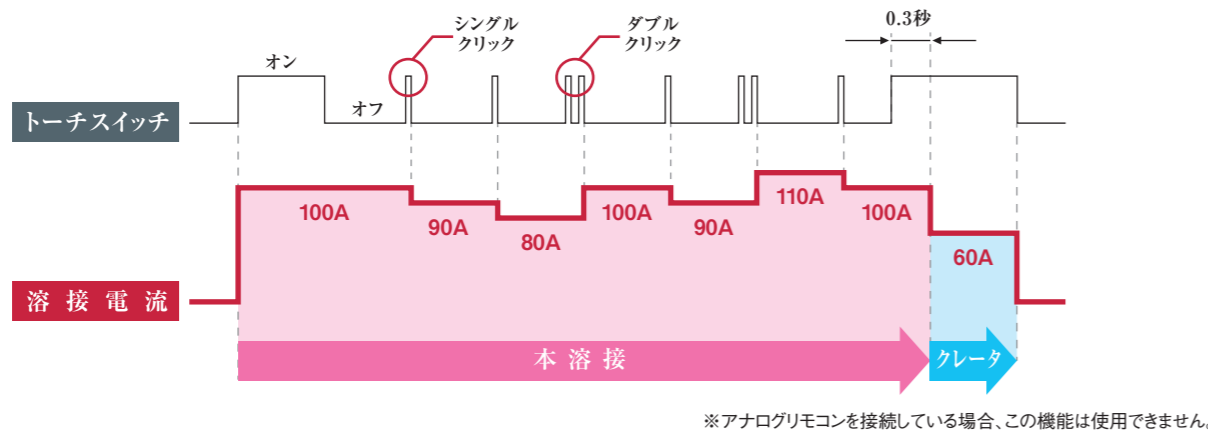 0.3秒
シングル
クリック
ダブル
クリック
オン
オフ
トーチスイッチ
100A
90A
80A
100A
90A
110A
100A
60A
溶接電流
本溶接
クレータ
※アナログリモコンを接続している場合、この機能は使用できません。